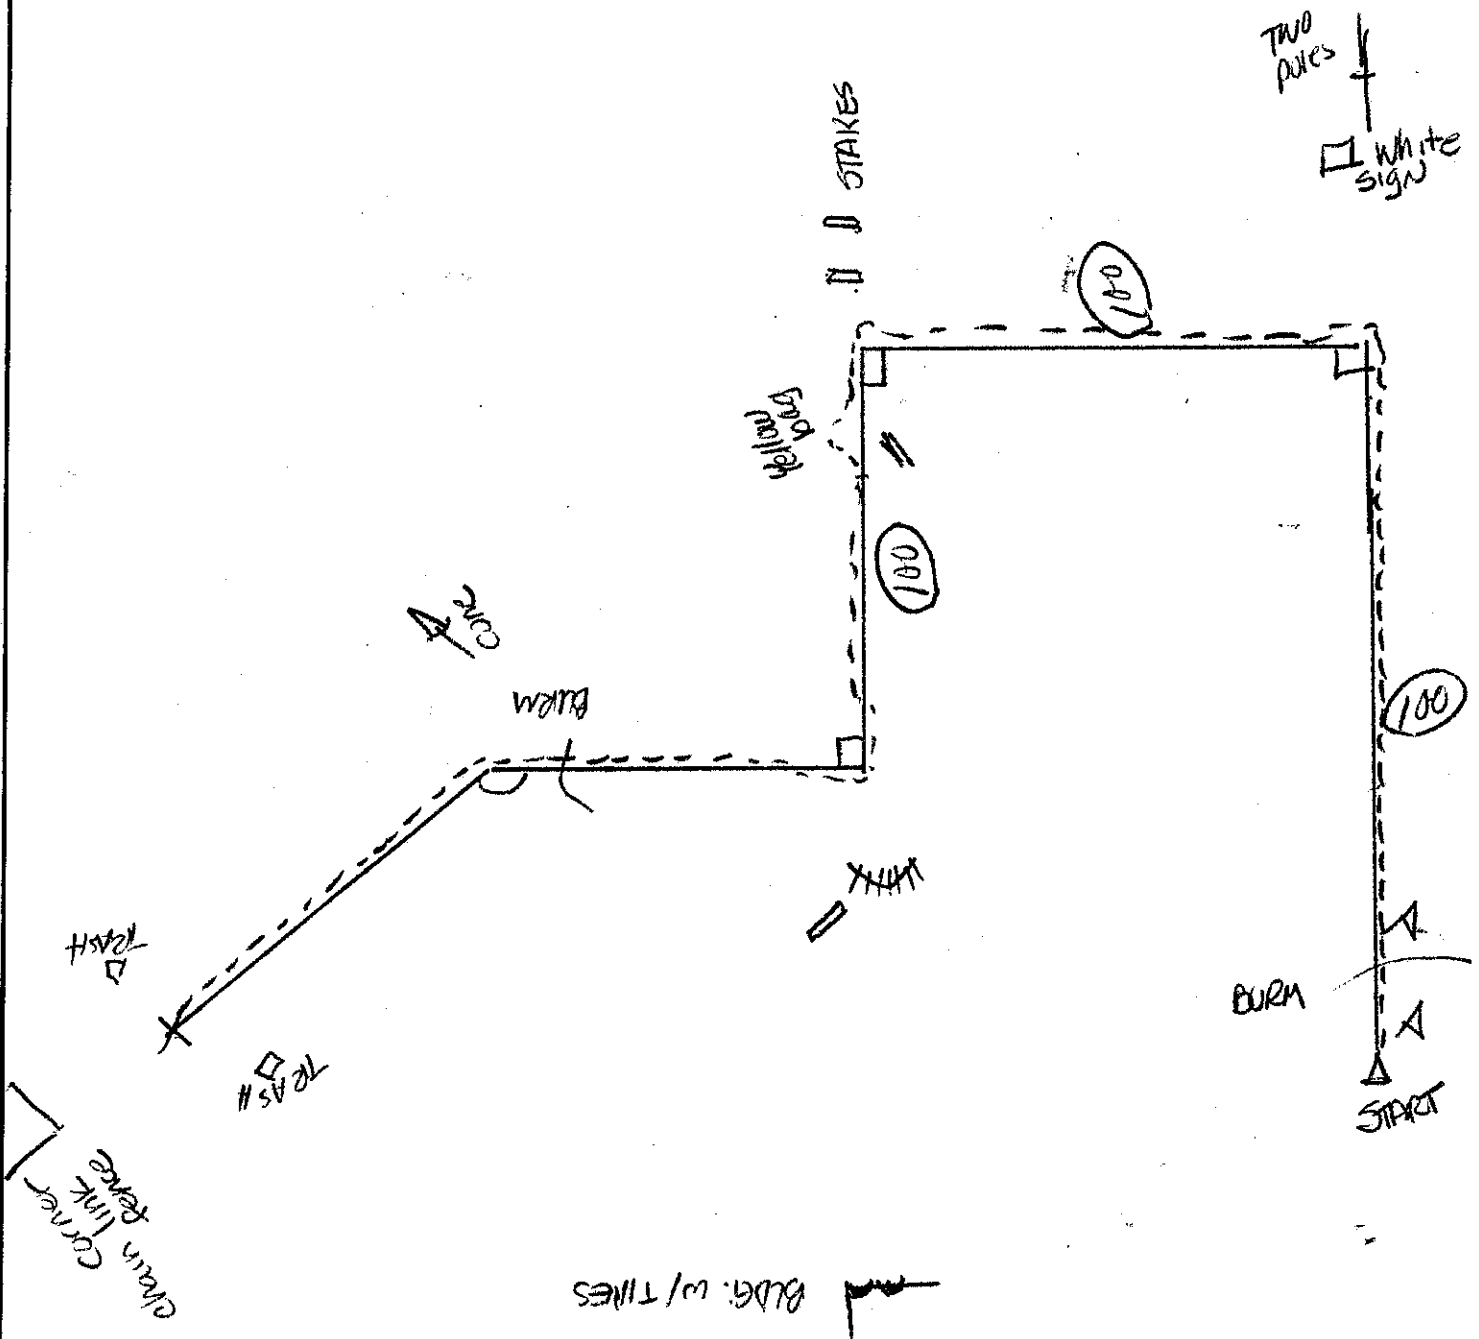 TWO
poles
White
SIGN
STAKES
100
Yellow
bag
100
CONE
BURM
100
TRASH
BURM
TRASH
START
Corner
Chain link
fence
BLDG. W/ TIRES